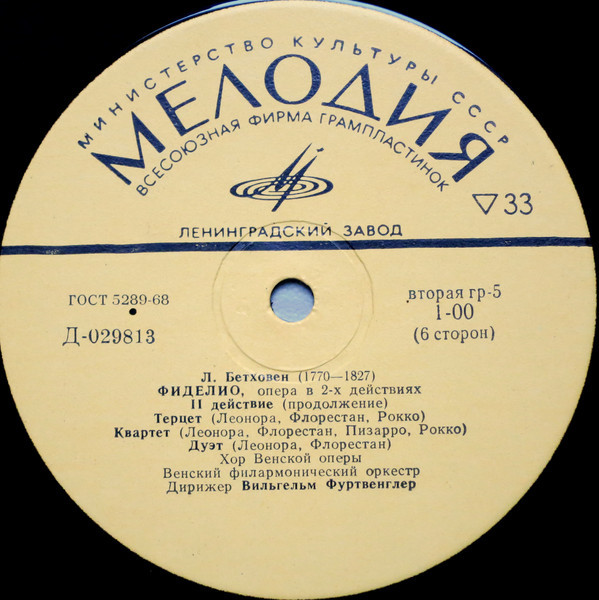 МИНИСТЕРСТВО КУЛЬТУРЫ СССР
МЕЛОДИЯ
ВСЕСОЮЗНАЯ ФИРМА ГРАМПЛАСТИНОК
33
ЛЕНИНГРАДСКИЙ ЗАВОД
ГОСТ 5289-68
Д-029813
вторая гр-5
1-00
(6 сторон)
Л. Бетховен (1770—1827)
ФИДЕЛИО, опера в 2-х действиях
II действие (продолжение)
Терцет (Леонора, Флорестан, Рокко)
Квартет (Леонора, Флорестан, Пизарро, Рокко)
Дуэт (Леонора, Флорестан)
Хор Венской оперы
Венский филармонический оркестр
Дирижер Вильгельм Фуртвенглер